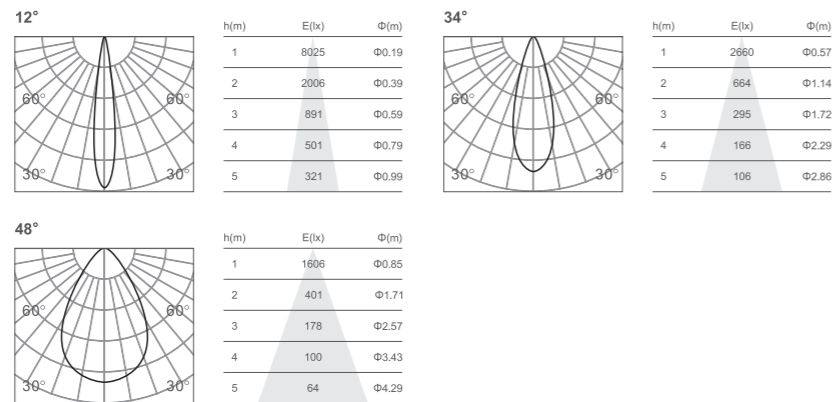 12°
60° 60°
30° 30°
h(m) E(lx) Φ(m)
1 8025 Φ0.19
2 2006 Φ0.39
3 891 Φ0.59
4 501 Φ0.79
5 321 Φ0.99
34°
60° 60°
30° 30°
h(m) E(lx) Φ(m)
1 2660 Φ0.57
2 664 Φ1.14
3 295 Φ1.72
4 166 Φ2.29
5 106 Φ2.86
48°
60° 60°
30° 30°
h(m) E(lx) Φ(m)
1 1606 Φ0.85
2 401 Φ1.71
3 178 Φ2.57
4 100 Φ3.43
5 64 Φ4.29